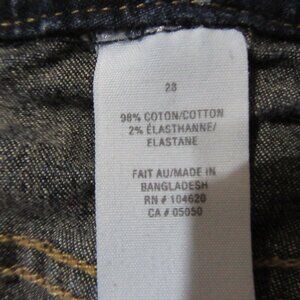 28
98% COTON/COTTON
2% ÉLASTHANNE/
ELASTANE
FAIT AU/MADE IN
BANGLADESH
RN # 104620
CA # 05050